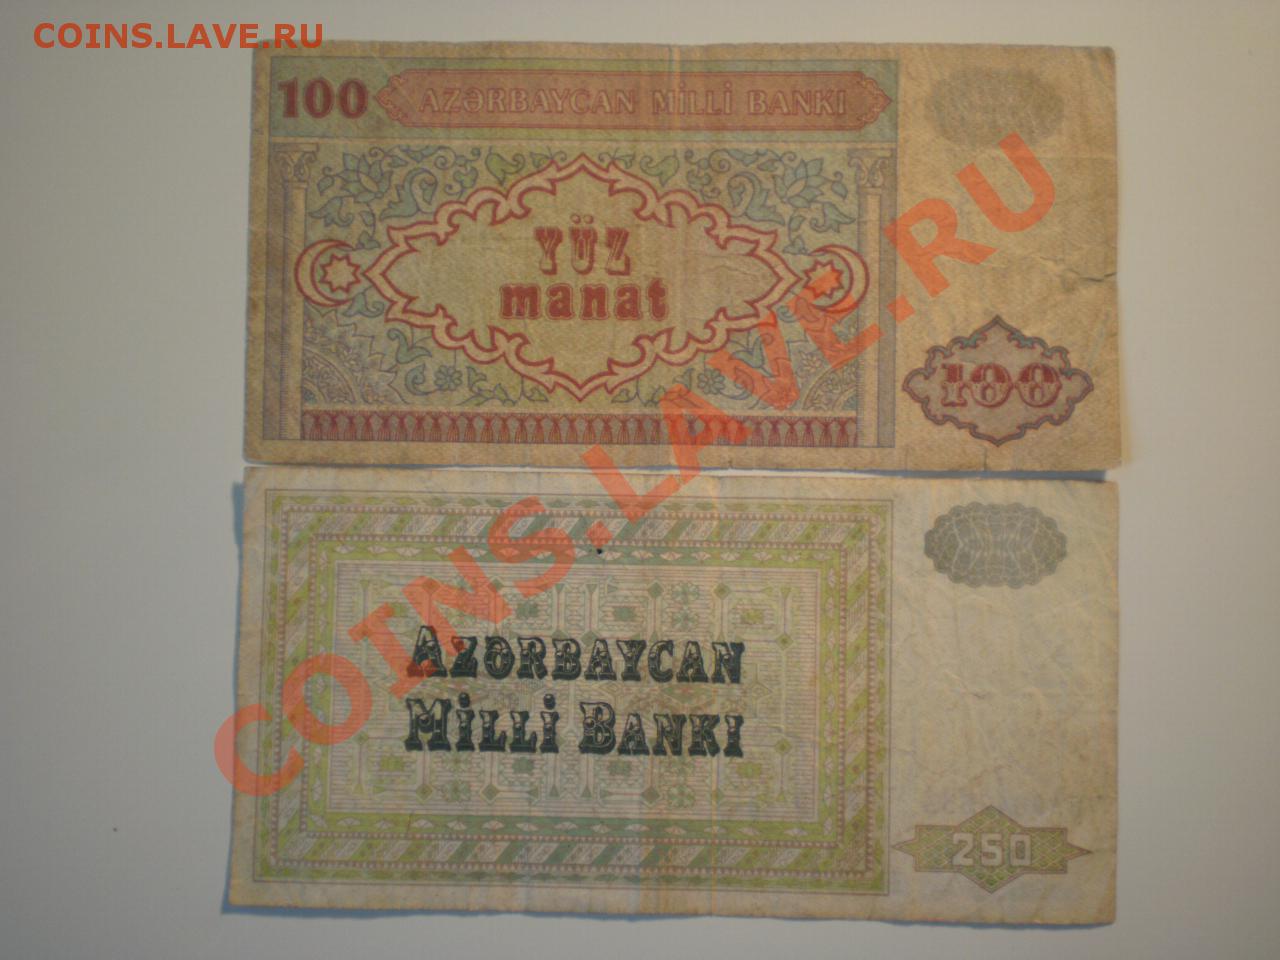 COINS.LAVE.RU
100 AZƏRBAYCAN MİLLİ BANKI
YÜZ
manat
100
COINS.LAVE.RU
AZƏRBAYCAN
MİLLİ BANKI
250